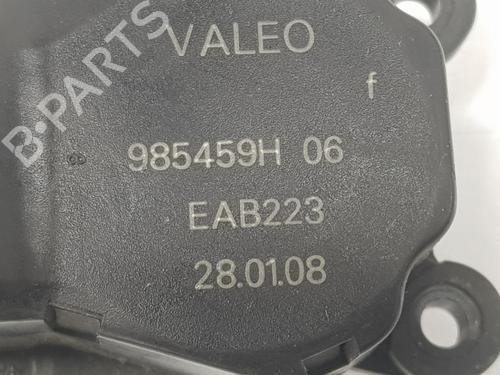 B-PARTS
VALEO
f
985459H 06
EAB223
28.01.08